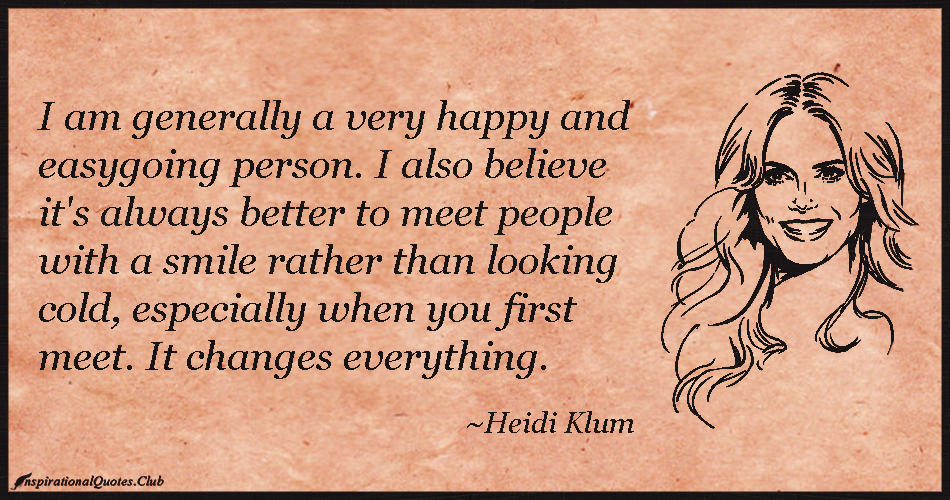 I am generally a very happy and
easygoing person. I also believe
it's always better to meet people
with a smile rather than looking
cold, especially when you first
meet. It changes everything.
~Heidi Klum
InspirationalQuotes.Club